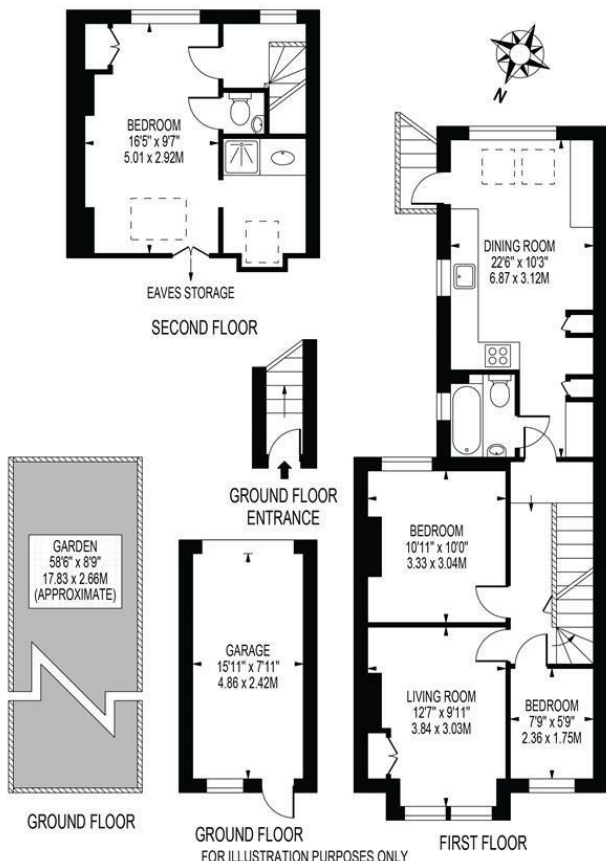 N
BEDROOM
16'5" x 9'7"
5.01 x 2.92M
EAVES STORAGE
SECOND FLOOR
DINING ROOM
22'6" x 10'3"
6.87 x 3.12M
GROUND FLOOR
ENTRANCE
GARDEN
58'6" x 8'9"
17.83 x 2.66M
(APPROXIMATE)
GROUND FLOOR
GARAGE
15'11" x 7'11"
4.86 x 2.42M
GROUND FLOOR
BEDROOM
10'11" x 10'0"
3.33 x 3.04M
LIVING ROOM
12'7" x 9'11"
3.84 x 3.03M
BEDROOM
7'9" x 5'9"
2.36 x 1.75M
FIRST FLOOR
FOR ILLUSTRATION PURPOSES ONLY